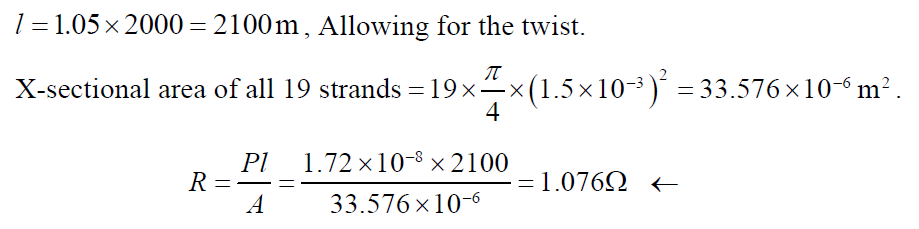 l = 1.05 × 2000 = 2100 m , Allowing for the twist.
X-sectional area of all 19 strands = 19 × π/4 × (1.5 × 10⁻³)² = 33.576 × 10⁻⁶ m² .
R = Pl/A = 1.72 × 10⁻⁸ × 2100 / 33.576 × 10⁻⁶ = 1.076Ω ←